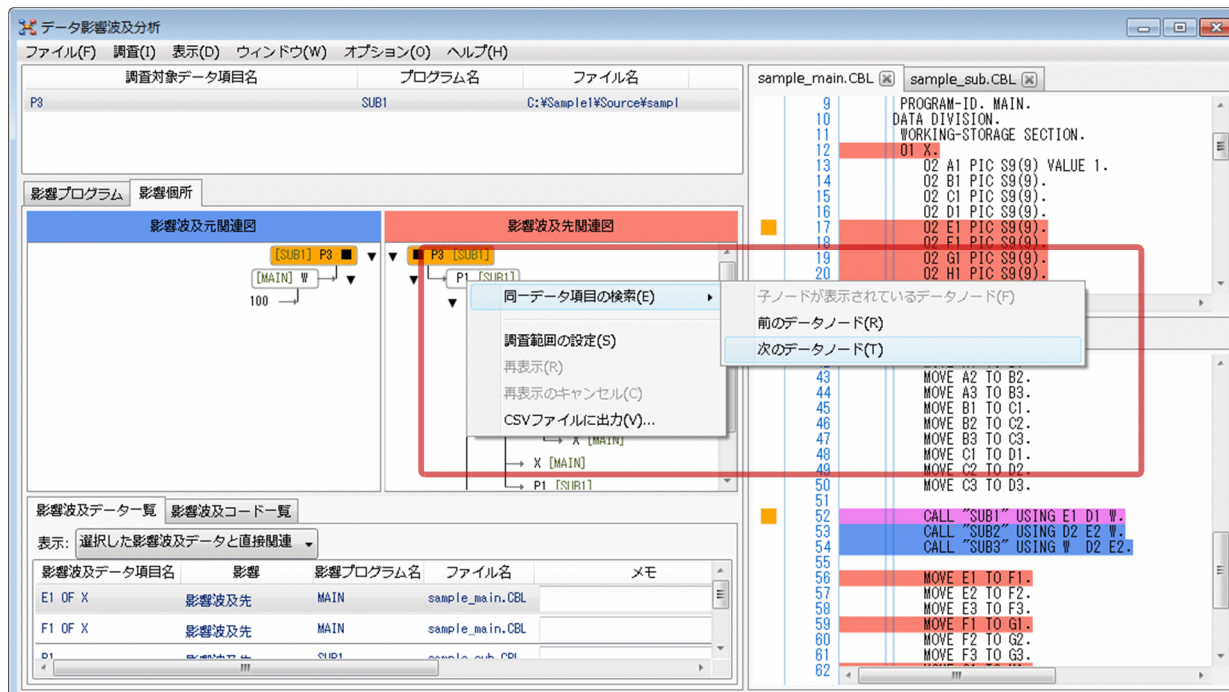 データ影響波及分析
ファイル(F) 調査(I) 表示(D) ウィンドウ(W) オプション(O) ヘルプ(H)
調査対象データ項目名 プログラム名 ファイル名
P3 SUB1 C:¥Sample1¥Source¥sampl
影響プログラム 影響個所
影響波及元関連図 影響波及先関連図
[SUB1] P3 ■ ▼
[MAIN] W ▼
100
▼ ■ P3 [SUB1]
▼ P1 [SUB1]
▼
同一データ項目の検索(E)
調査範囲の設定(S)
再表示(R)
再表示のキャンセル(C)
CSVファイルに出力(V)...
子ノードが表示されているデータノード(F)
前のデータノード(R)
次のデータノード(T)
X [MAIN]
X [MAIN]
P1 [SUB1]
影響波及データ一覧 影響波及コード一覧
表示: 選択した影響波及データと直接関連
影響波及データ項目名 影響 影響プログラム名 ファイル名 メモ
E1 OF X 影響波及先 MAIN sample_main.CBL
F1 OF X 影響波及先 MAIN sample_main.CBL
P1 影響波及先 SUB1 sample_sub.CBL
sample_main.CBL sample_sub.CBL
9 PROGRAM-ID. MAIN.
10 DATA DIVISION.
11 WORKING-STORAGE SECTION.
12 01 X.
13 02 A1 PIC S9(9) VALUE 1.
14 02 B1 PIC S9(9).
15 02 C1 PIC S9(9).
16 02 D1 PIC S9(9).
17 02 E1 PIC S9(9).
18 02 F1 PIC S9(9).
19 02 G1 PIC S9(9).
20 02 H1 PIC S9(9).
43 MOVE A2 TO B2.
44 MOVE A3 TO B3.
45 MOVE B1 TO C1.
46 MOVE B2 TO C2.
47 MOVE B3 TO C3.
48 MOVE C1 TO D1.
49 MOVE C2 TO D2.
50 MOVE C3 TO D3.
51
52 CALL "SUB1" USING E1 D1 W.
53 CALL "SUB2" USING D2 E2 W.
54 CALL "SUB3" USING W D2 E2.
55
56 MOVE E1 TO F1.
57 MOVE E2 TO F2.
58 MOVE E3 TO F3.
59 MOVE F1 TO G1.
60 MOVE F2 TO G2.
61 MOVE F3 TO G3.
62